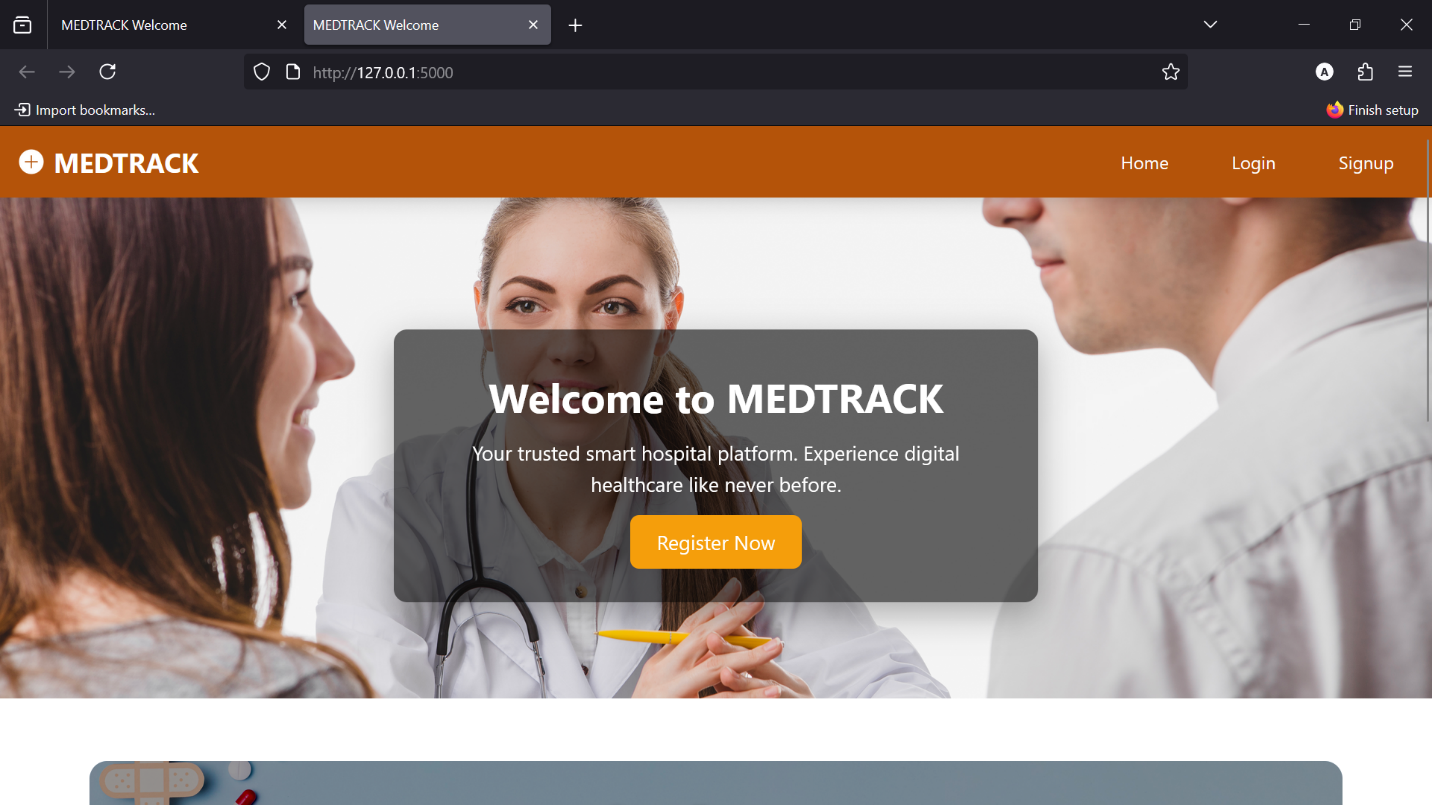 MEDTRACK Welcome
MEDTRACK Welcome
http://127.0.0.1:5000
A
Import bookmarks...
Finish setup
MEDTRACK
Home
Login
Signup
Welcome to MEDTRACK
Your trusted smart hospital platform. Experience digital
healthcare like never before.
Register Now